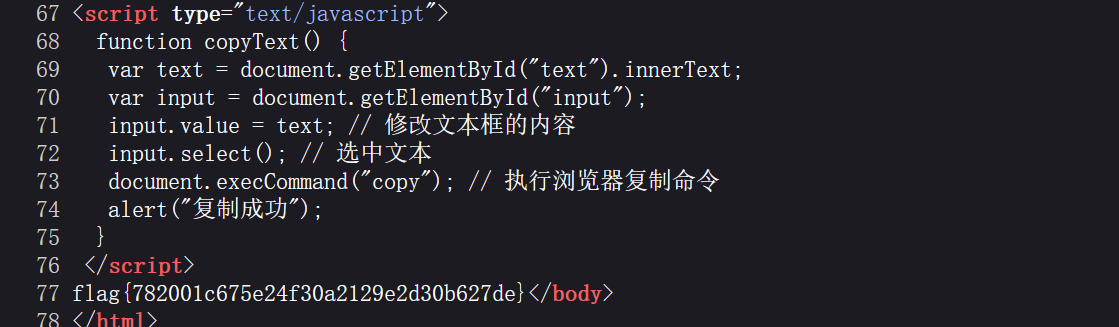 67 <script type="text/javascript">
68 function copyText() {
69 var text = document.getElementById("text").innerText;
70 var input = document.getElementById("input");
71 input.value = text; // 修改文本框的内容
72 input.select(); // 选中文本
73 document.execCommand("copy"); // 执行浏览器复制命令
74 alert("复制成功");
75 }
76 </script>
77 flag{782001c675e24f30a2129e2d30b627de}</body>
78 </html>